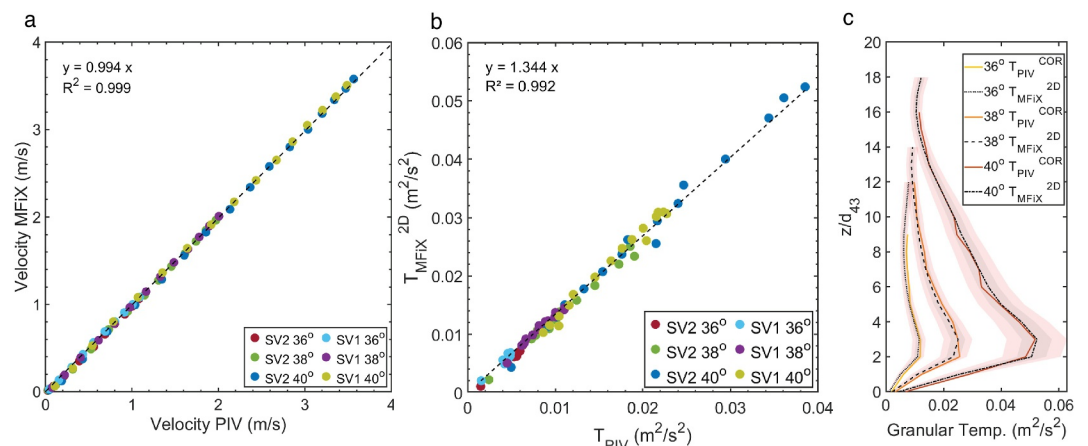 a
y = 0.994 x
R² = 0.999
Velocity MFiX (m/s)
4
3
2
1
0
0
1
2
3
4
Velocity PIV (m/s)
SV2 36°
SV1 36°
SV2 38°
SV1 38°
SV2 40°
SV1 40°
b
y = 1.344 x
R² = 0.992
T_MFiX^2D (m²/s²)
0.06
0.05
0.04
0.03
0.02
0.01
0
0
0.01
0.02
0.03
0.04
T_PIV (m²/s²)
SV2 36°
SV1 36°
SV2 38°
SV1 38°
SV2 40°
SV1 40°
c
z/d_43
20
18
16
14
12
10
8
6
4
2
0
0
0.02
0.04
0.06
Granular Temp. (m²/s²)
36° T_PIV^COR
36° T_MFiX^2D
38° T_PIV^COR
38° T_MFiX^2D
40° T_PIV^COR
40° T_MFiX^2D